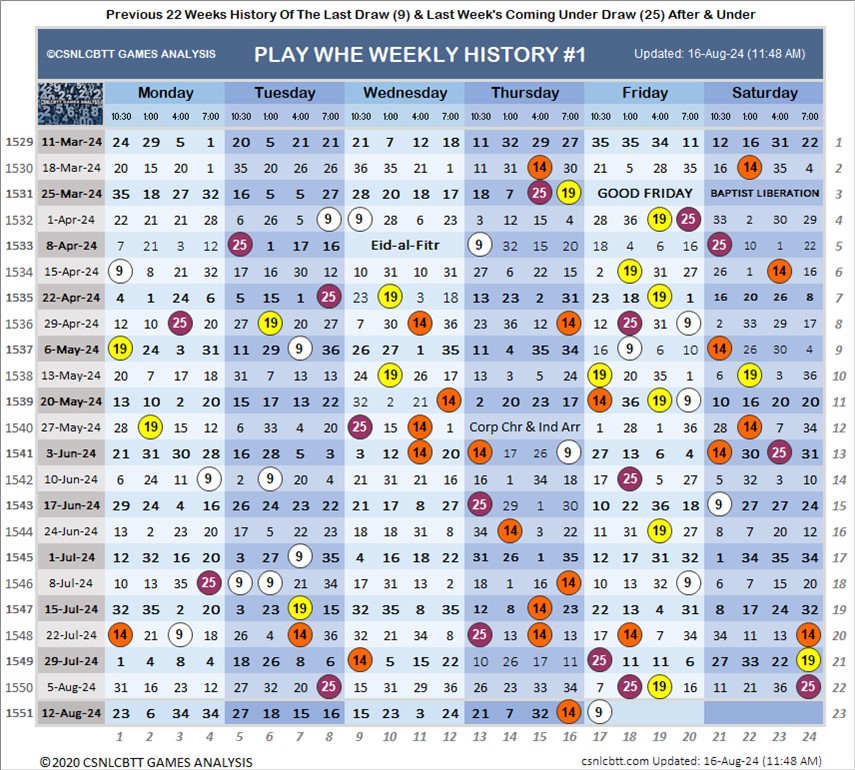 Previous 22 Weeks History Of The Last Draw (9) & Last Week's Coming Under Draw (25) After & Under
©CSNLCBTT GAMES ANALYSIS PLAY WHE WEEKLY HISTORY #1 Updated: 16-Aug-24 (11:48 AM)
CSNLCBTT GAMES ANALYSIS
Monday Tuesday Wednesday Thursday Friday Saturday
10:30 1:00 4:00 7:00 10:30 1:00 4:00 8:00 10:30 1:00 4:00 7:00 10:30 1:00 4:00 7:00 10:30 1:00 4:00 7:00 10:30 1:00 4:00 7:00
1529 11-Mar-24 24 29 5 1 20 5 21 21 21 7 12 18 11 32 29 27 35 35 34 11 12 16 31 22 1
1530 18-Mar-24 20 15 20 1 35 20 26 26 36 35 21 1 11 31 14 30 21 5 28 35 16 14 35 4 2
1531 25-Mar-24 35 18 27 32 16 5 5 27 28 20 18 17 18 7 25 19 GOOD FRIDAY BAPTIST LIBERATION 3
1532 1-Apr-24 22 21 21 28 6 26 5 9 9 28 6 23 3 12 15 4 28 36 19 25 33 2 30 29 4
1533 8-Apr-24 7 21 3 12 25 1 17 16 Eid-al-Fitr 9 32 15 20 18 4 6 16 25 10 1 22 5
1534 15-Apr-24 9 8 21 32 17 16 30 12 10 31 10 31 27 6 22 15 2 19 31 27 26 1 14 16 6
1535 22-Apr-24 4 1 24 6 5 15 1 25 23 19 3 18 13 23 2 31 23 18 19 1 16 20 26 8 7
1536 29-Apr-24 12 10 25 20 27 19 27 20 7 30 14 36 23 36 12 14 12 25 31 9 2 33 29 17 8
1537 6-May-24 19 24 3 31 11 29 9 36 26 27 1 35 11 4 35 34 16 9 6 10 14 26 30 4 9
1538 13-May-24 20 7 17 18 31 7 13 13 24 19 26 17 13 3 5 24 19 20 35 1 22 19 3 36 10
1539 20-May-24 13 10 2 20 15 17 13 22 32 2 21 14 2 20 23 17 14 36 19 9 10 16 20 20 11
1540 27-May-24 28 19 15 12 6 33 4 20 25 15 14 1 Corp Chr & Ind Arr 1 28 1 36 28 14 7 34 12
1541 3-Jun-24 21 31 30 28 16 28 5 3 3 12 14 20 14 17 26 9 27 13 6 4 14 30 25 31 13
1542 10-Jun-24 6 24 11 9 2 9 4 9 21 31 21 16 16 1 34 18 14 25 14 27 5 32 3 10 14
1543 17-Jun-24 29 24 4 16 26 24 23 22 21 17 8 27 25 29 1 30 10 22 36 18 9 27 27 24 15
1544 24-Jun-24 13 2 23 20 17 5 22 23 18 18 31 8 34 14 3 22 11 31 19 27 8 7 20 12 16
1545 1-Jul-24 12 32 16 20 3 27 9 35 4 16 18 22 31 26 1 35 12 17 31 32 1 34 35 34 17
1546 8-Jul-24 10 13 35 25 9 9 21 34 17 31 13 2 18 1 16 14 10 13 32 9 6 7 15 20 18
1547 15-Jul-24 32 35 2 20 3 23 19 15 32 35 8 35 12 8 14 23 22 13 4 31 8 17 24 32 19
1548 22-Jul-24 14 21 9 18 26 4 14 26 32 21 34 8 25 13 14 13 17 14 7 34 34 11 13 14 20
1549 29-Jul-24 1 4 8 14 18 26 8 6 14 5 15 22 10 26 17 11 25 11 11 6 27 33 22 19 21
1550 5-Aug-24 31 16 23 12 27 32 20 25 15 31 29 36 26 23 33 34 7 25 19 16 11 21 36 25 22
1551 12-Aug-24 23 6 34 34 27 18 15 16 15 23 3 24 21 7 32 14 9 23
1 2 3 4 5 6 7 8 9 10 11 12 13 14 15 16 17 18 19 20 21 22 23 24
©2020 CSNLCBTT GAMES ANALYSIS csnlcbtt.com Updated: 16-Aug-24 (11:48 AM)